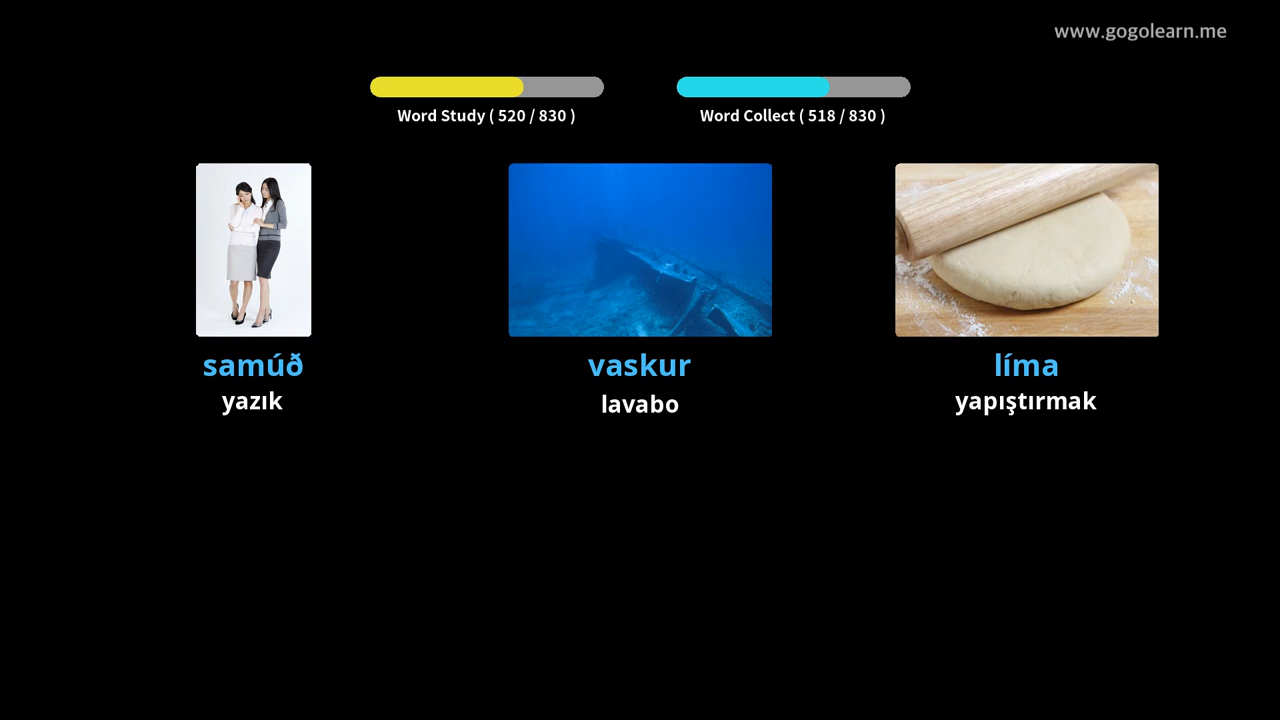 www.gogolearn.me
Word Study ( 520 / 830 )
Word Collect ( 518 / 830 )
samúð
yazık
vaskur
lavabo
líma
yapıştırmak